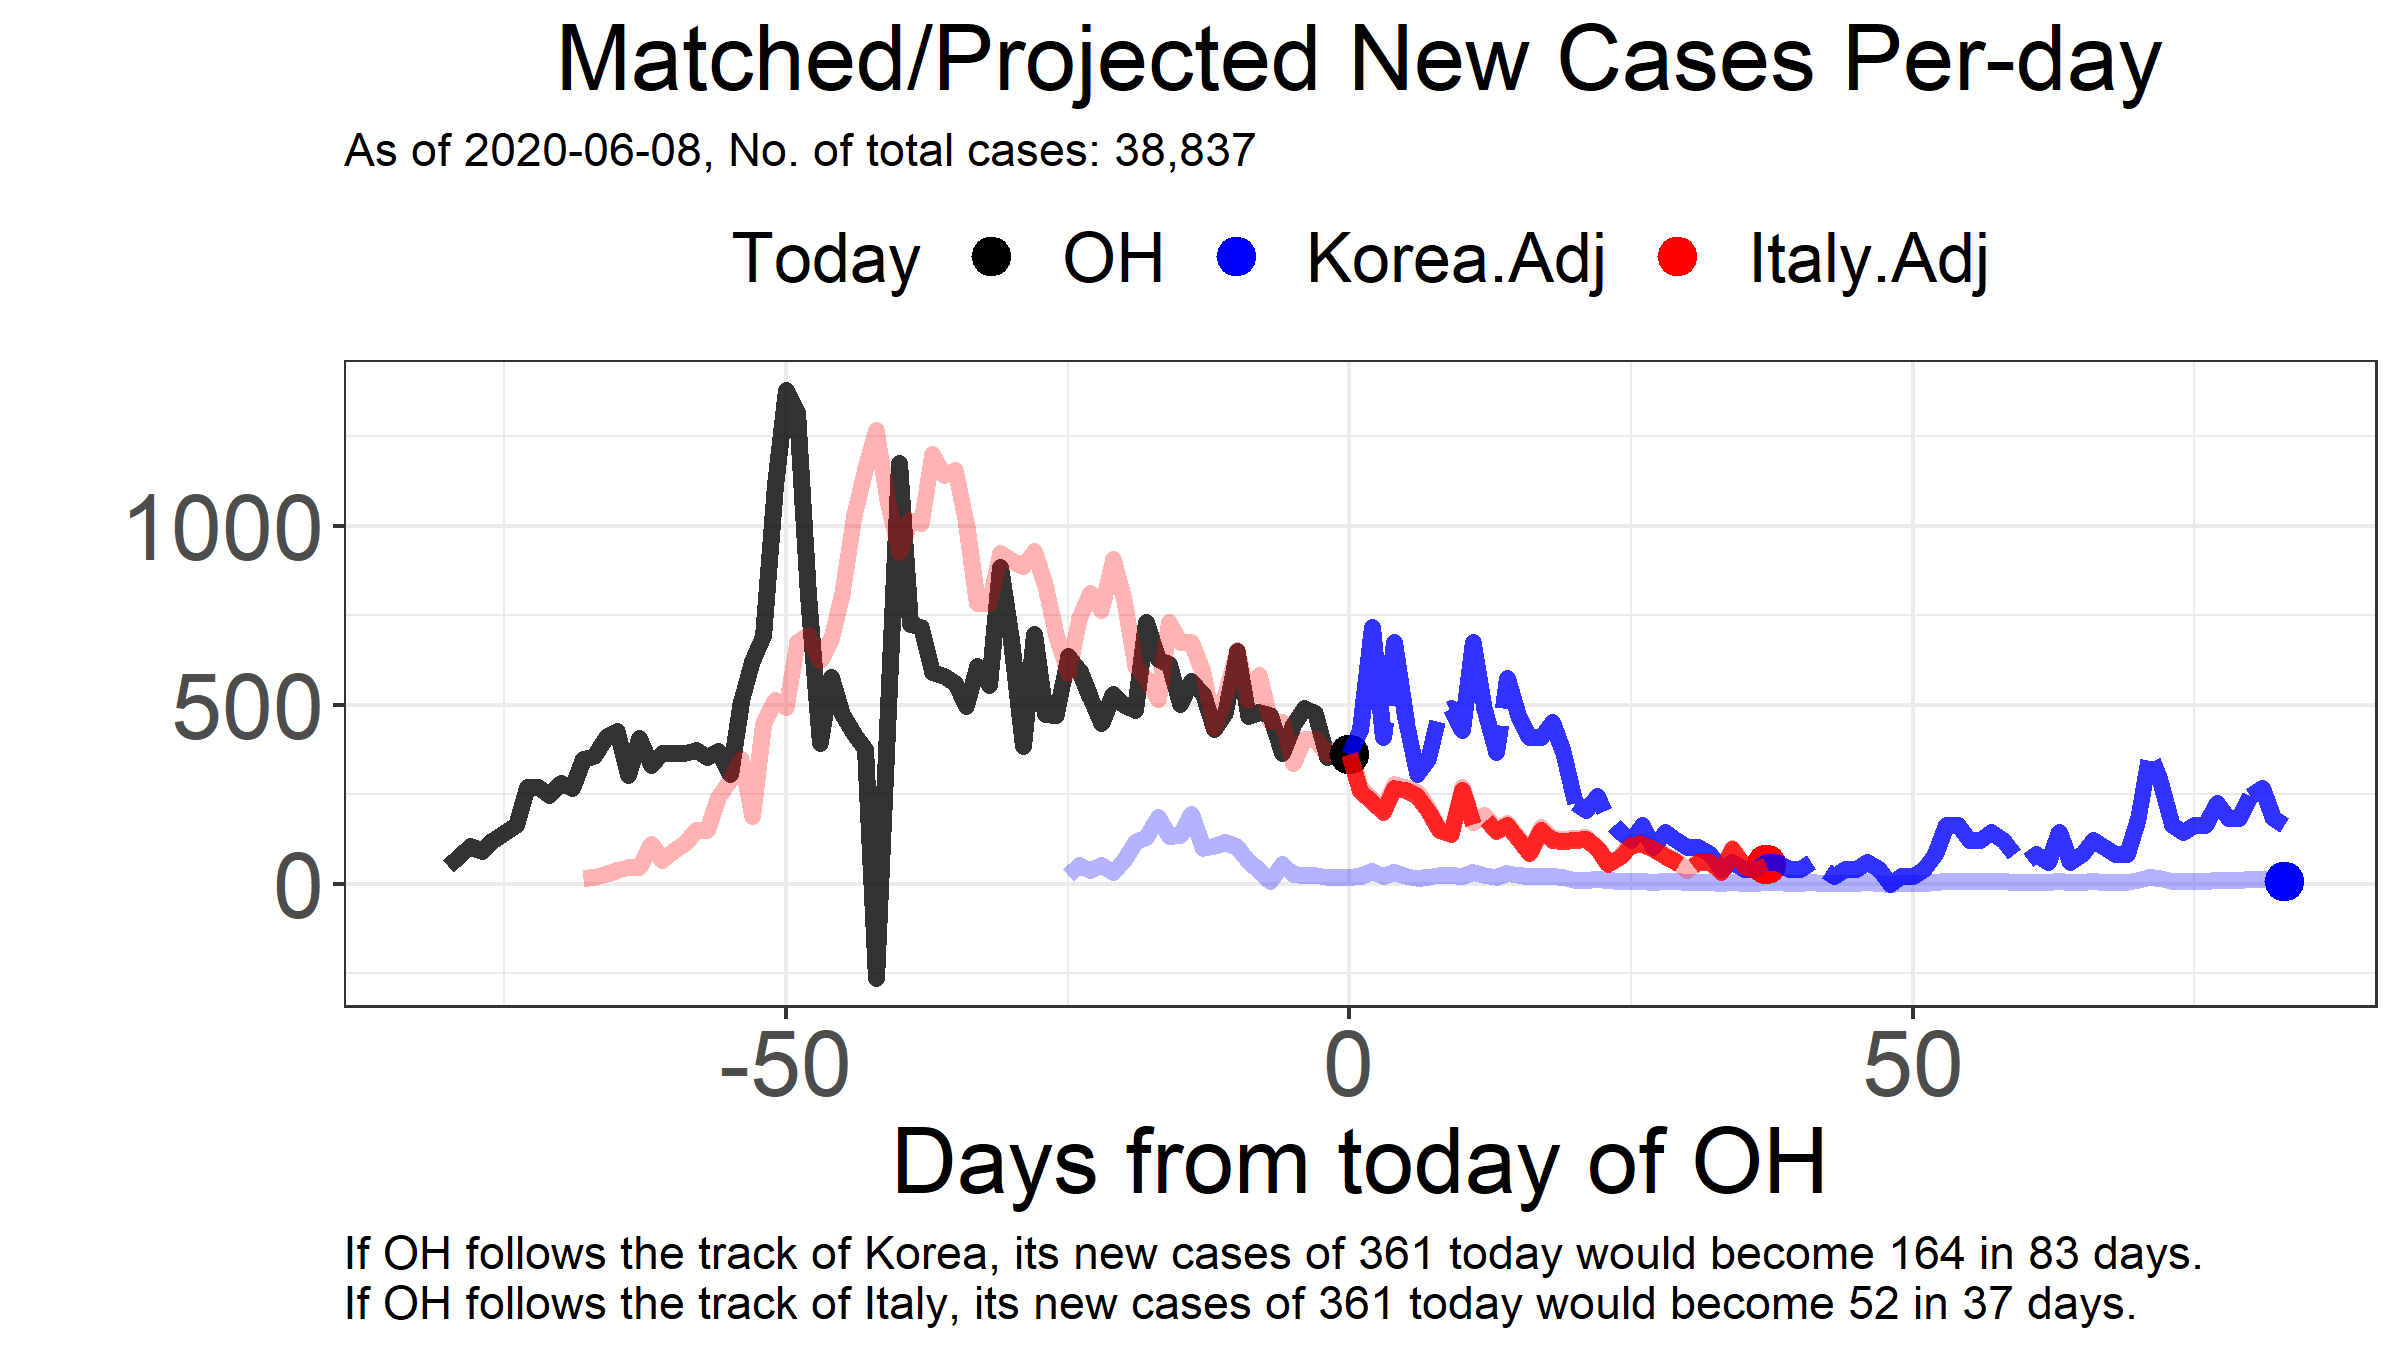 Matched/Projected New Cases Per-day
As of 2020-06-08, No. of total cases: 38,837
Today OH Korea.Adj Italy.Adj
1000
500
0
-50 0 50
Days from today of OH
If OH follows the track of Korea, its new cases of 361 today would become 164 in 83 days.
If OH follows the track of Italy, its new cases of 361 today would become 52 in 37 days.